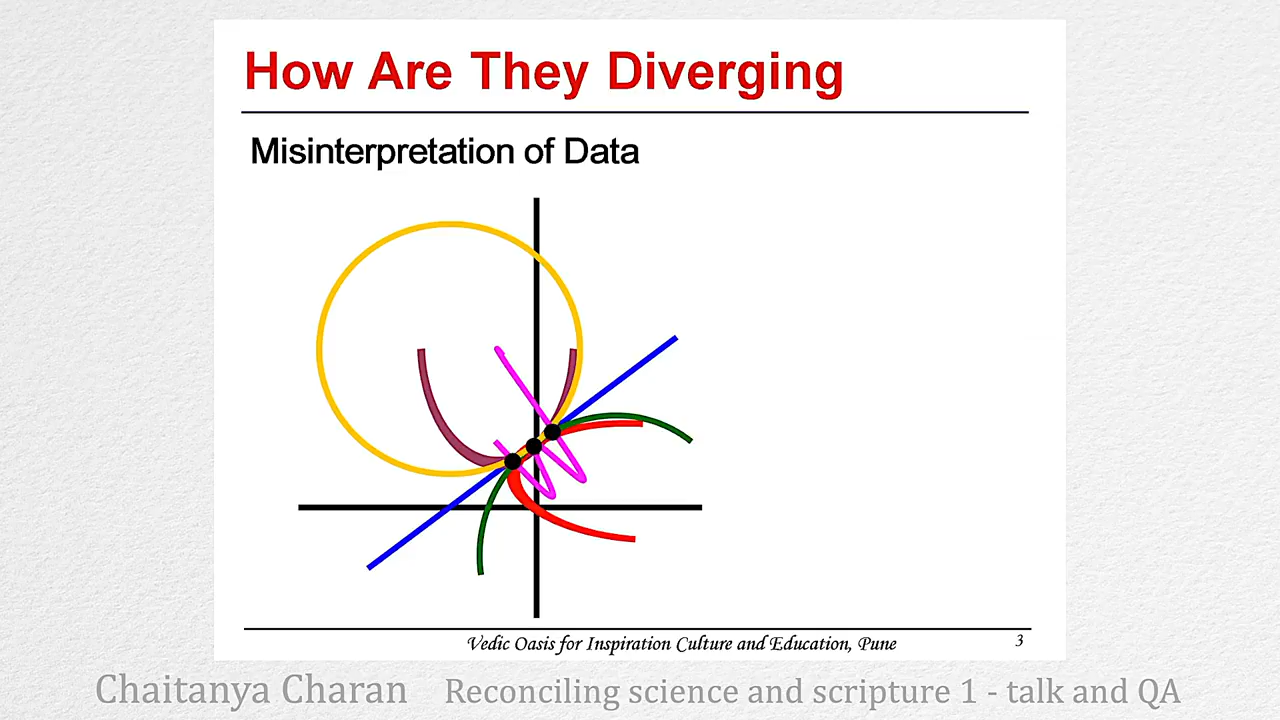 How Are They Diverging
Misinterpretation of Data
Vedic Oasis for Inspiration Culture and Education, Pune
3
Chaitanya Charan Reconciling science and scripture 1 - talk and QA